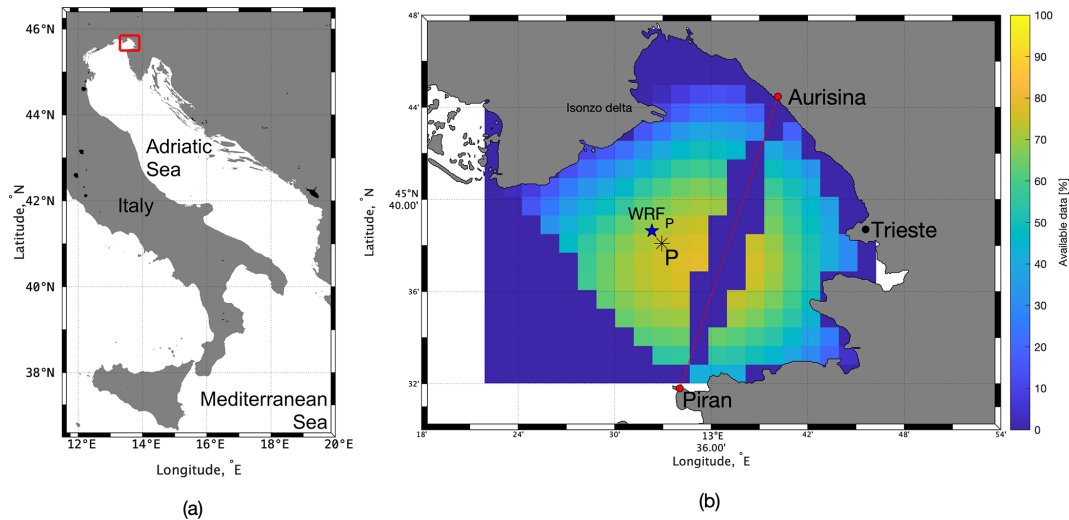 46°N
44°N
42°N
40°N
38°N
Latitude, °N
Adriatic
Sea
Italy
Mediterranean
Sea
12°E
14°E
16°E
18°E
20°E
Longitude, °E
(a)
48'
44'
45°N
40.00'
36'
32'
Latitude, °N
Isonzo delta
Aurisina
WRF P
P
Trieste
Piran
18'
30'
13°E
36.00'
42'
48'
54'
Longitude, °E
(b)
100
90
80
70
60
50
40
30
20
10
0
Available data [%]